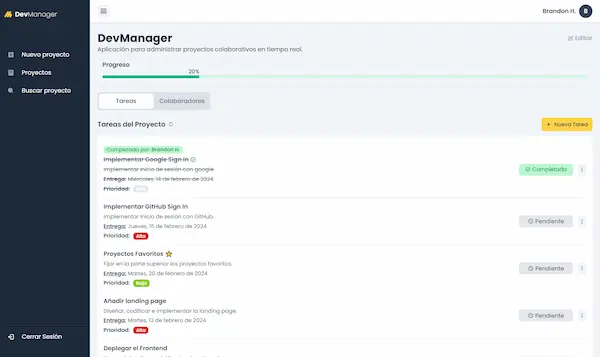 DevManager
Brandon H.
B
Nuevo proyecto
Proyectos
Buscar proyecto
Cerrar Sesión
DevManager
Editar
Aplicación para administrar proyectos colaborativos en tiempo real.
Progreso
20%
Tareas
Colaboradores
Tareas del Proyecto
+ Nueva Tarea
Completado por Brandon H.
Implementar Google Sign In
Implementar inicio de sesión con google.
Entrega: Miércoles, 14 de febrero de 2024
Prioridad:
Completado
Implementar GitHub Sign In
Implementar inicio de sesión con GitHub.
Entrega: Jueves, 15 de febrero de 2024
Prioridad: Alta
Pendiente
Proyectos Favoritos
Fijar en la parte superior los proyectos favoritos.
Entrega: Martes, 20 de febrero de 2024
Prioridad: Baja
Pendiente
Añadir landing page
Diseñar, codificar e implementar la landing page.
Entrega: Martes, 13 de febrero de 2024
Prioridad: Alta
Pendiente
Deplegar el Frontend